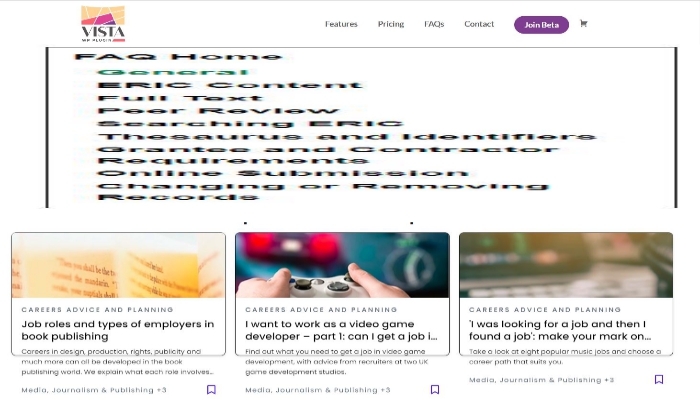 VISTA
WP PLUGIN
Features
Pricing
FAQs
Contact
Join Beta
FAQ Home
General
ERIC Content
Full Text
Peer Review
Searching ERIC
Thesaurus and Identifiers
Grantee and Contractor
Requirements
Online Submission
Changing or Removing
Records
CAREERS ADVICE AND PLANNING
Job roles and types of employers in
book publishing
Careers in design, production, rights, publicity and
much more can all be developed in the book
publishing world. We explain what each role involves...
Media, Journalism & Publishing +3
CAREERS ADVICE AND PLANNING
I want to work as a video game
developer – part 1: can I get a job i...
Find out what you need to get a job in video game
development, with advice from recruiters at two UK
game development studios.
Media, Journalism & Publishing +3
CAREERS ADVICE AND PLANNING
'I was looking for a job and then I
found a job': make your mark on...
Take a look at eight popular music jobs and choose a
career path that suits you.
Media, Journalism & Publishing +3